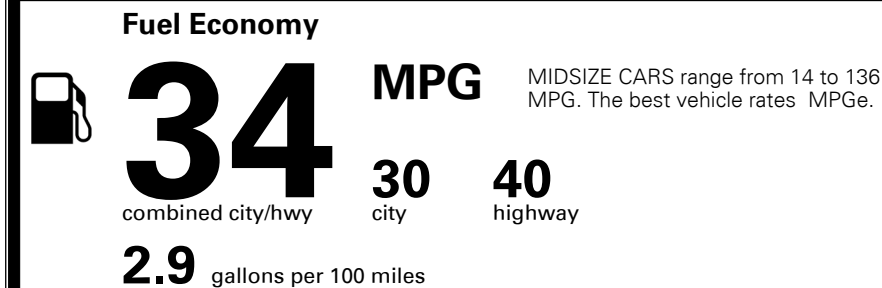 Fuel Economy
34 MPG
MIDSIZE CARS range from 14 to 136
MPG. The best vehicle rates  MPGe.
30 40
combined city/hwy city highway
2.9 gallons per 100 miles